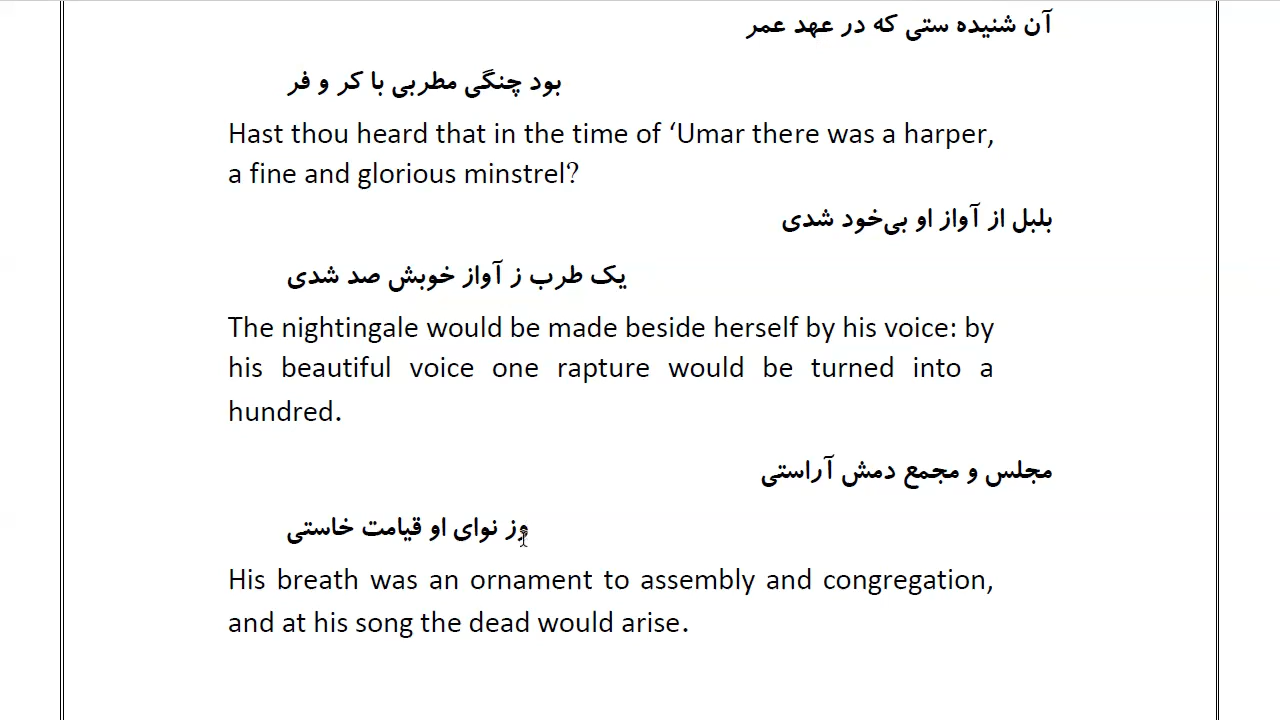 آن شنیده ستی که در عهد عمر
بود چنگی مطربی با کر و فر
Hast thou heard that in the time of ‘Umar there was a harper,
a fine and glorious minstrel?
بلبل از آواز او بی‌خود شدی
یک طرب ز آواز خوبش صد شدی
The nightingale would be made beside herself by his voice: by
his beautiful voice one rapture would be turned into a
hundred.
مجلس و مجمع دمش آراستی
وز نوای او قیامت خاستی
His breath was an ornament to assembly and congregation,
and at his song the dead would arise.